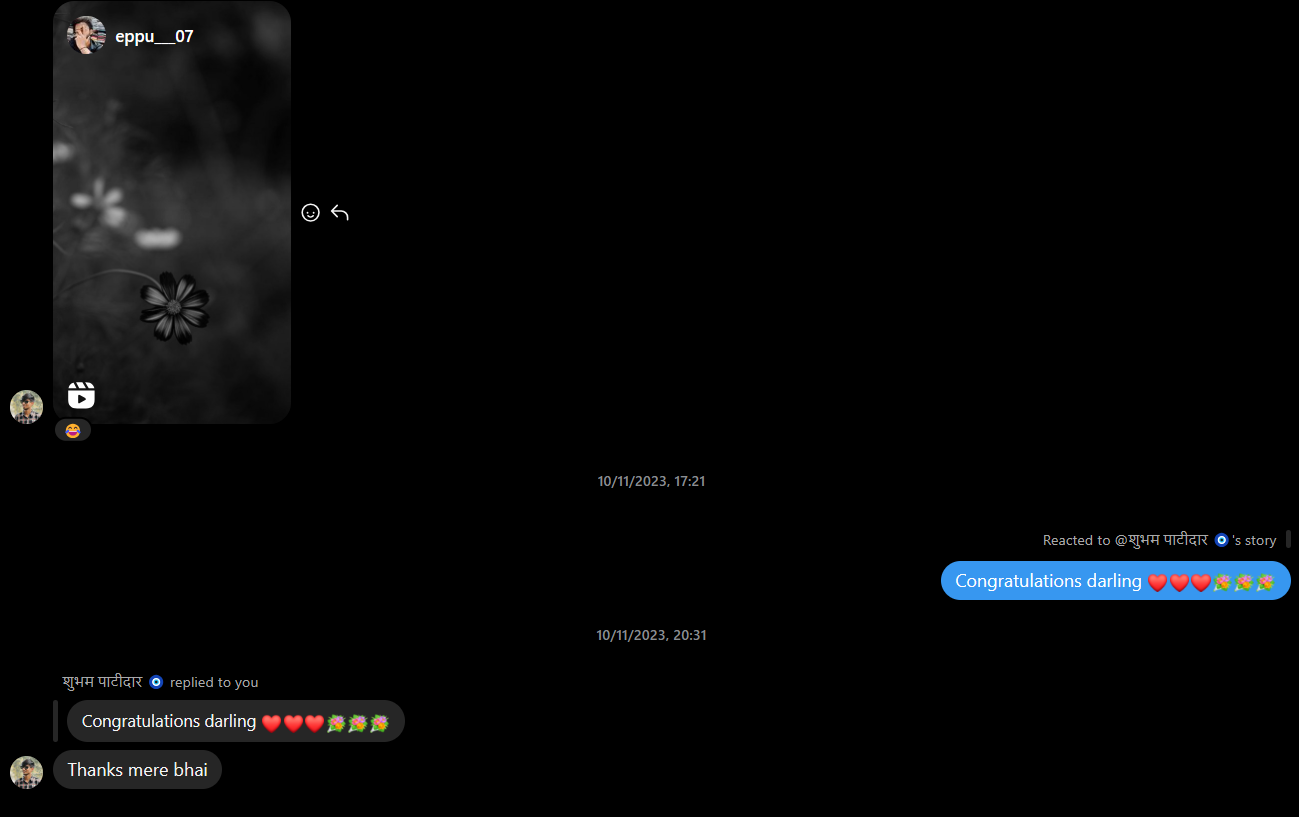 eppu___07
😂
10/11/2023, 17:21
Reacted to @शुभम पाटीदार 🧿 's story
Congratulations darling ❤️❤️❤️💐💐💐
10/11/2023, 20:31
शुभम पाटीदार 🧿 replied to you
Congratulations darling ❤️❤️❤️💐💐💐
Thanks mere bhai